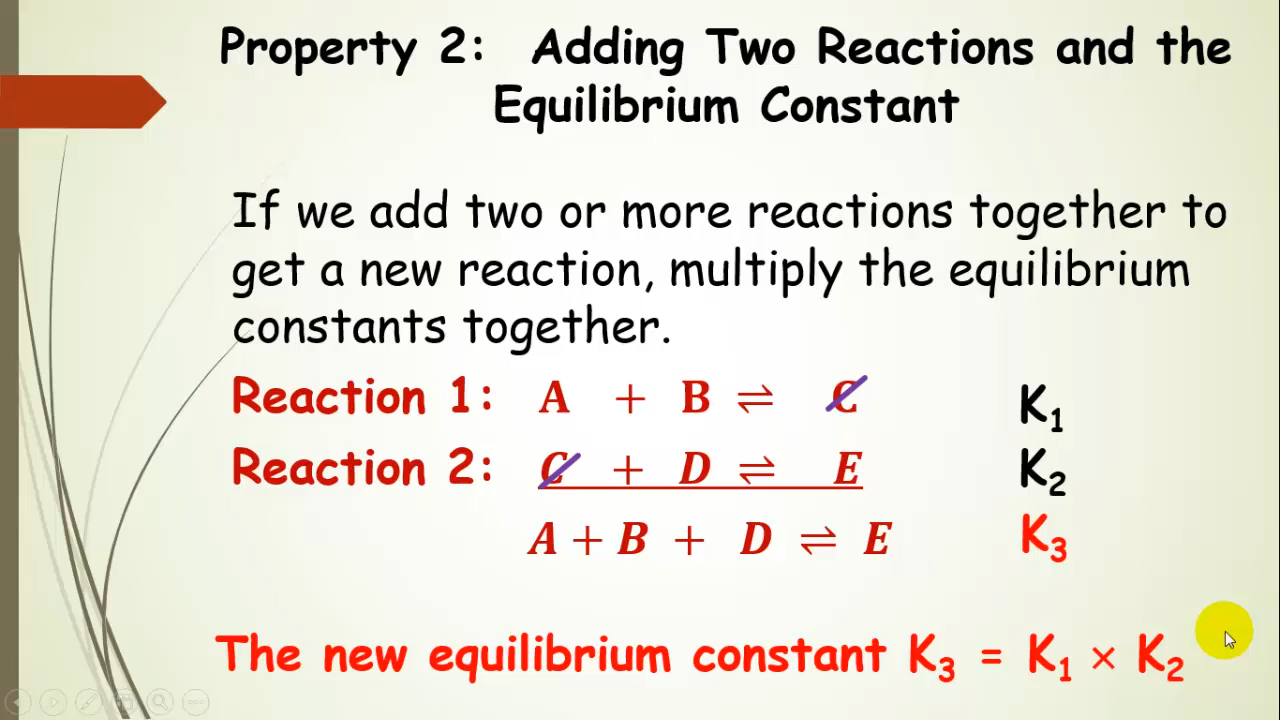 Property 2: Adding Two Reactions and the
Equilibrium Constant
If we add two or more reactions together to
get a new reaction, multiply the equilibrium
constants together.
Reaction 1: A + B ⇌ C K₁
Reaction 2: C + D ⇌ E K₂
A + B + D ⇌ E K₃
The new equilibrium constant K₃ = K₁ × K₂